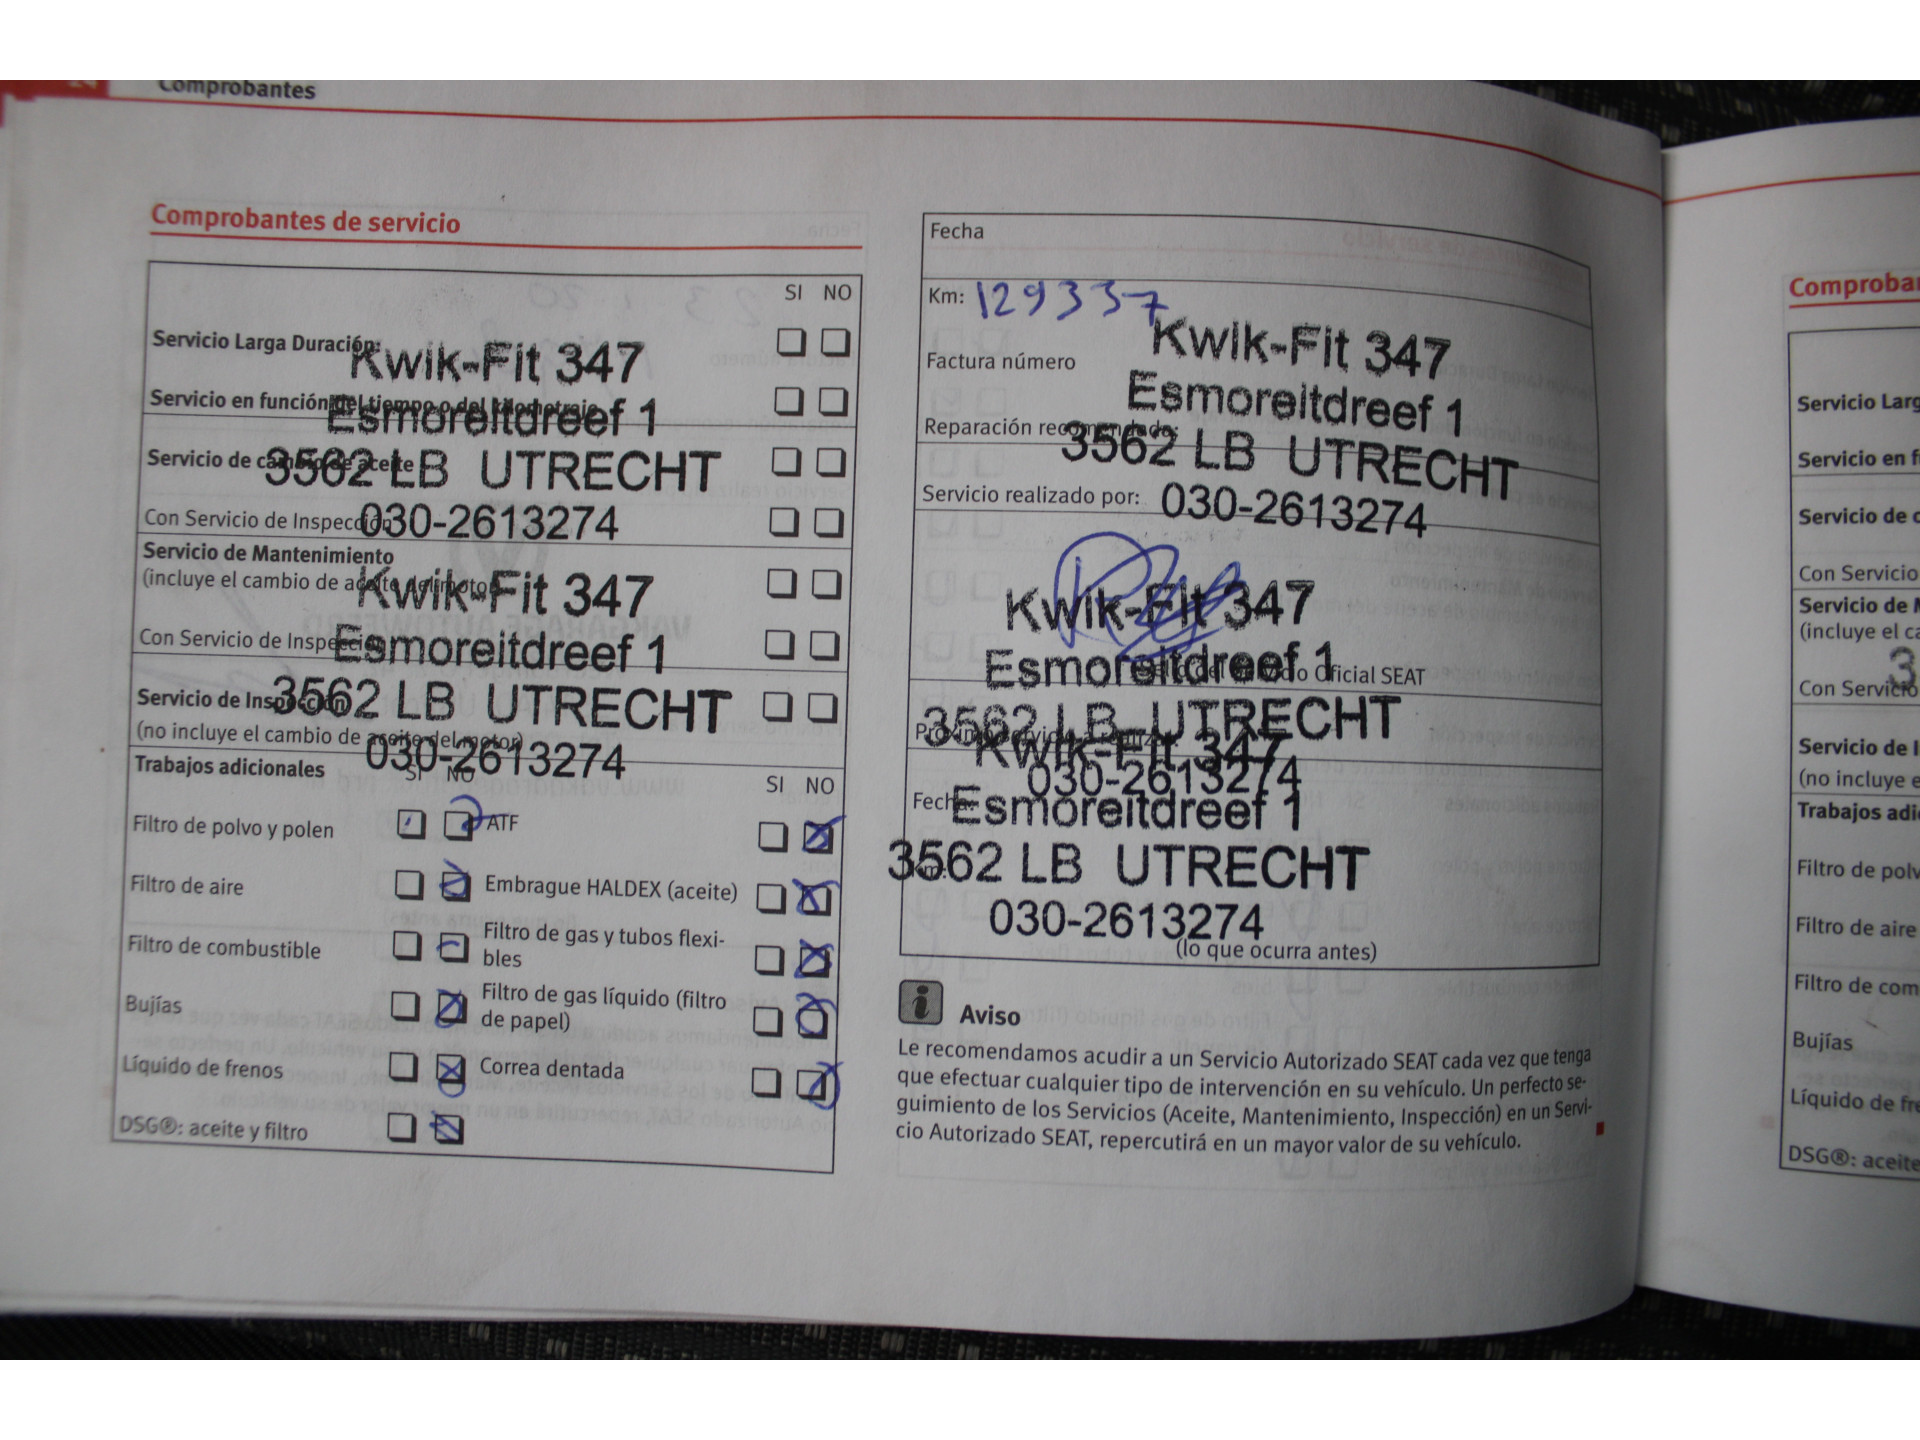 Comprobantes
Comprobantes de servicio
SI NO
Servicio Larga Duración:
Kwik-Fit 347
Servicio en función del tiempo o del kilometraje
Esmoreitdreef 1
Servicio de cambio de aceite
3562 LB UTRECHT
Con Servicio de Inspección
030-2613274
Servicio de Mantenimiento
(incluye el cambio de aceite del motor)
Kwik-Fit 347
Con Servicio de Inspección
Esmoreitdreef 1
Servicio de Inspección
3562 LB UTRECHT
(no incluye el cambio de aceite del motor)
030-2613274
Trabajos adicionales
SI NO
SI NO
Filtro de polvo y polen
ATF
Filtro de aire
Embrague HALDEX (aceite)
Filtro de combustible
Filtro de gas y tubos flexi-
bles
Bujías
Filtro de gas líquido (filtro
de papel)
Líquido de frenos
Correa dentada
DSG®: aceite y filtro
Fecha
Km: 129337
Kwik-Fit 347
Factura número
Esmoreitdreef 1
Reparación recomendada:
3562 LB UTRECHT
Servicio realizado por:
030-2613274
Kwik-Fit 347
Esmoreitdreef 1
Oficial SEAT
3562 LB UTRECHT
Kwik-Fit 347
030-2613274
Fecha:
Esmoreitdreef 1
3562 LB UTRECHT
030-2613274
(lo que ocurra antes)
i Aviso
Le recomendamos acudir a un Servicio Autorizado SEAT cada vez que tenga
que efectuar cualquier tipo de intervención en su vehículo. Un perfecto se-
guimiento de los Servicios (Aceite, Mantenimiento, Inspección) en un Servi-
cio Autorizado SEAT, repercutirá en un mayor valor de su vehículo.
Comproba
Servicio Larg
Servicio en f
Servicio de c
Con Servicio
Servicio de M
(incluye el ca
3
Con Servicio
Servicio de I
(no incluye e
Trabajos adi
Filtro de polv
Filtro de aire
Filtro de com
Bujías
Líquido de fre
DSG®: aceite